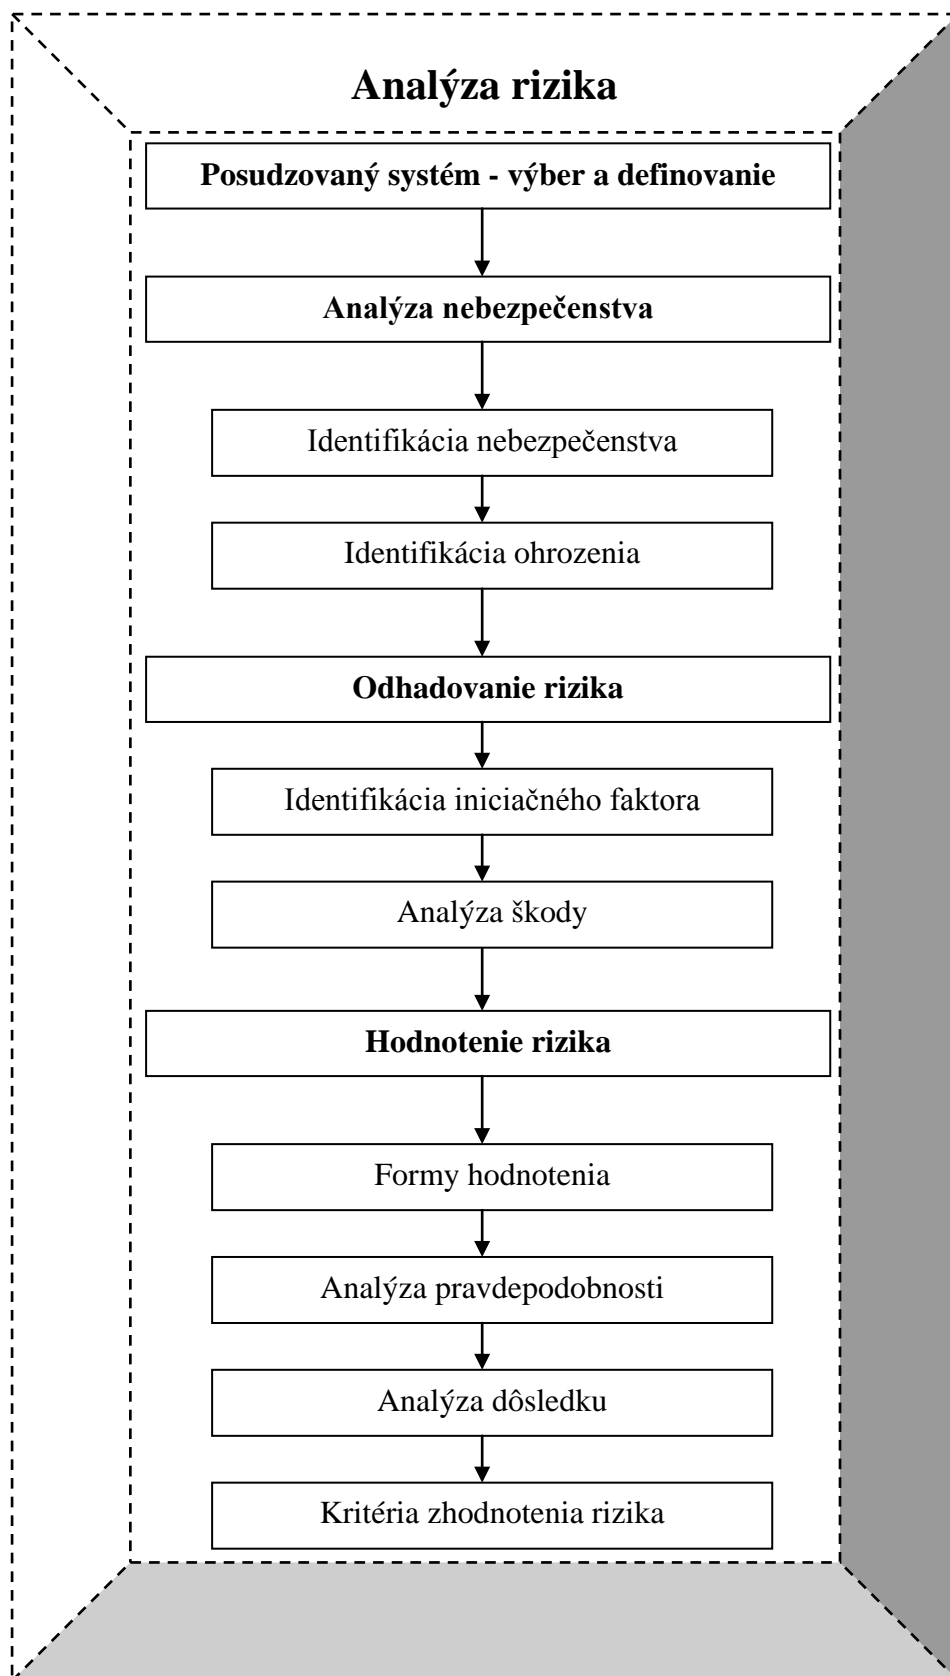 Analýza rizika
Posudzovaný systém - výber a definovanie
Analýza nebezpečenstva
Identifikácia nebezpečenstva
Identifikácia ohrozenia
Odhadovanie rizika
Identifikácia iniciačného faktora
Analýza škody
Hodnotenie rizika
Formy hodnotenia
Analýza pravdepodobnosti
Analýza dôsledku
Kritéria zhodnotenia rizika